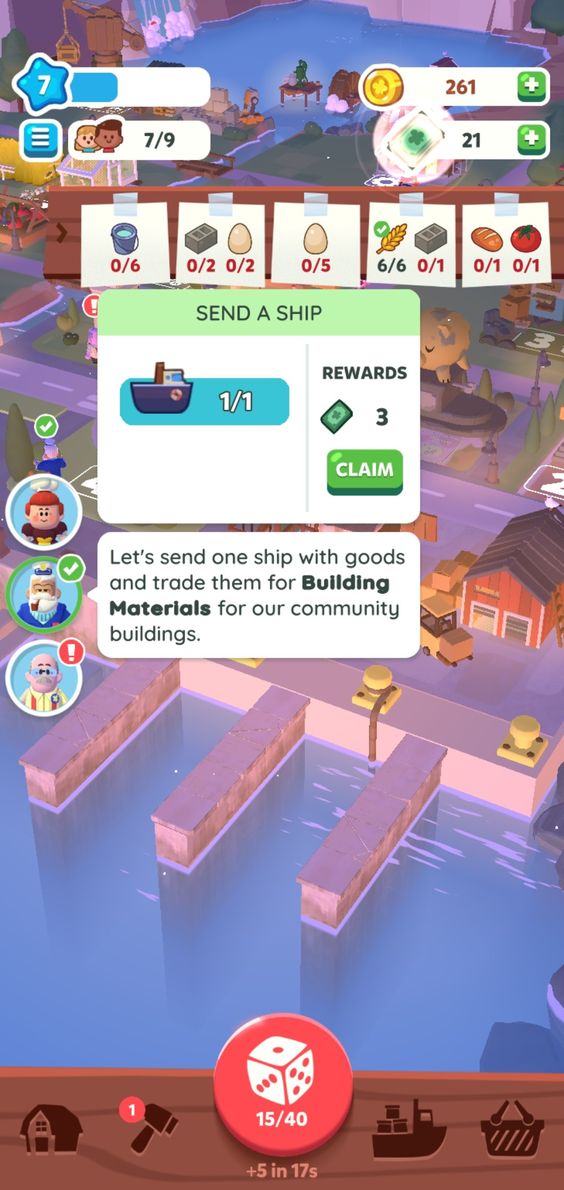 7
261
7/9
21
0/6
0/2 0/2
0/5
6/6 0/1
0/1 0/1
SEND A SHIP
1/1
REWARDS
3
CLAIM
Let's send one ship with goods
and trade them for Building
Materials for our community
buildings.
15/40
1
+5 in 17s